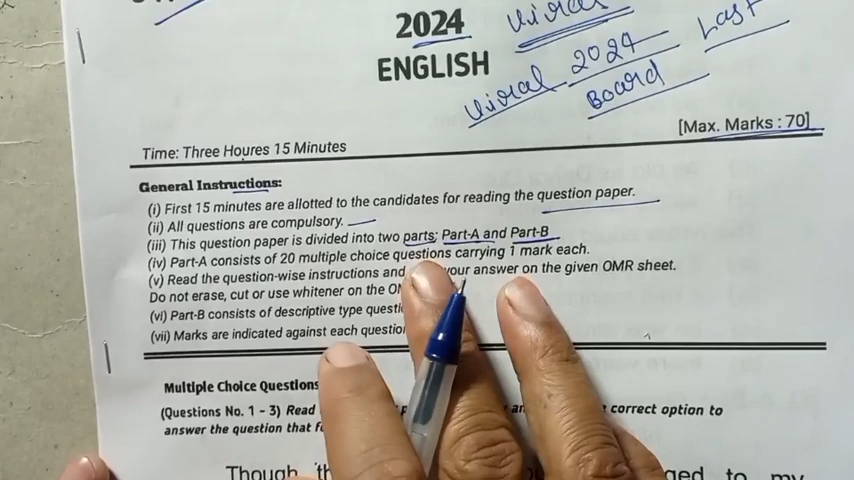 2024
ENGLISH
Viral
Viral 2024 Last
Board
[Max. Marks : 70]
Time: Three Houres 15 Minutes
General Instructions:
(i) First 15 minutes are allotted to the candidates for reading the question paper.
(ii) All questions are compulsory.
(iii) This question paper is divided into two parts; Part-A and Part-B
(iv) Part-A consists of 20 multiple choice questions carrying 1 mark each.
(v) Read the question-wise instructions and your answer on the given OMR sheet.
Do not erase, cut or use whitener on the
(vi) Part-B consists of descriptive type
(vii) Marks are indicated against each
Multiple Choice Questions
(Questions No. 1 - 3) Read correct option to
answer the question that
Though to my